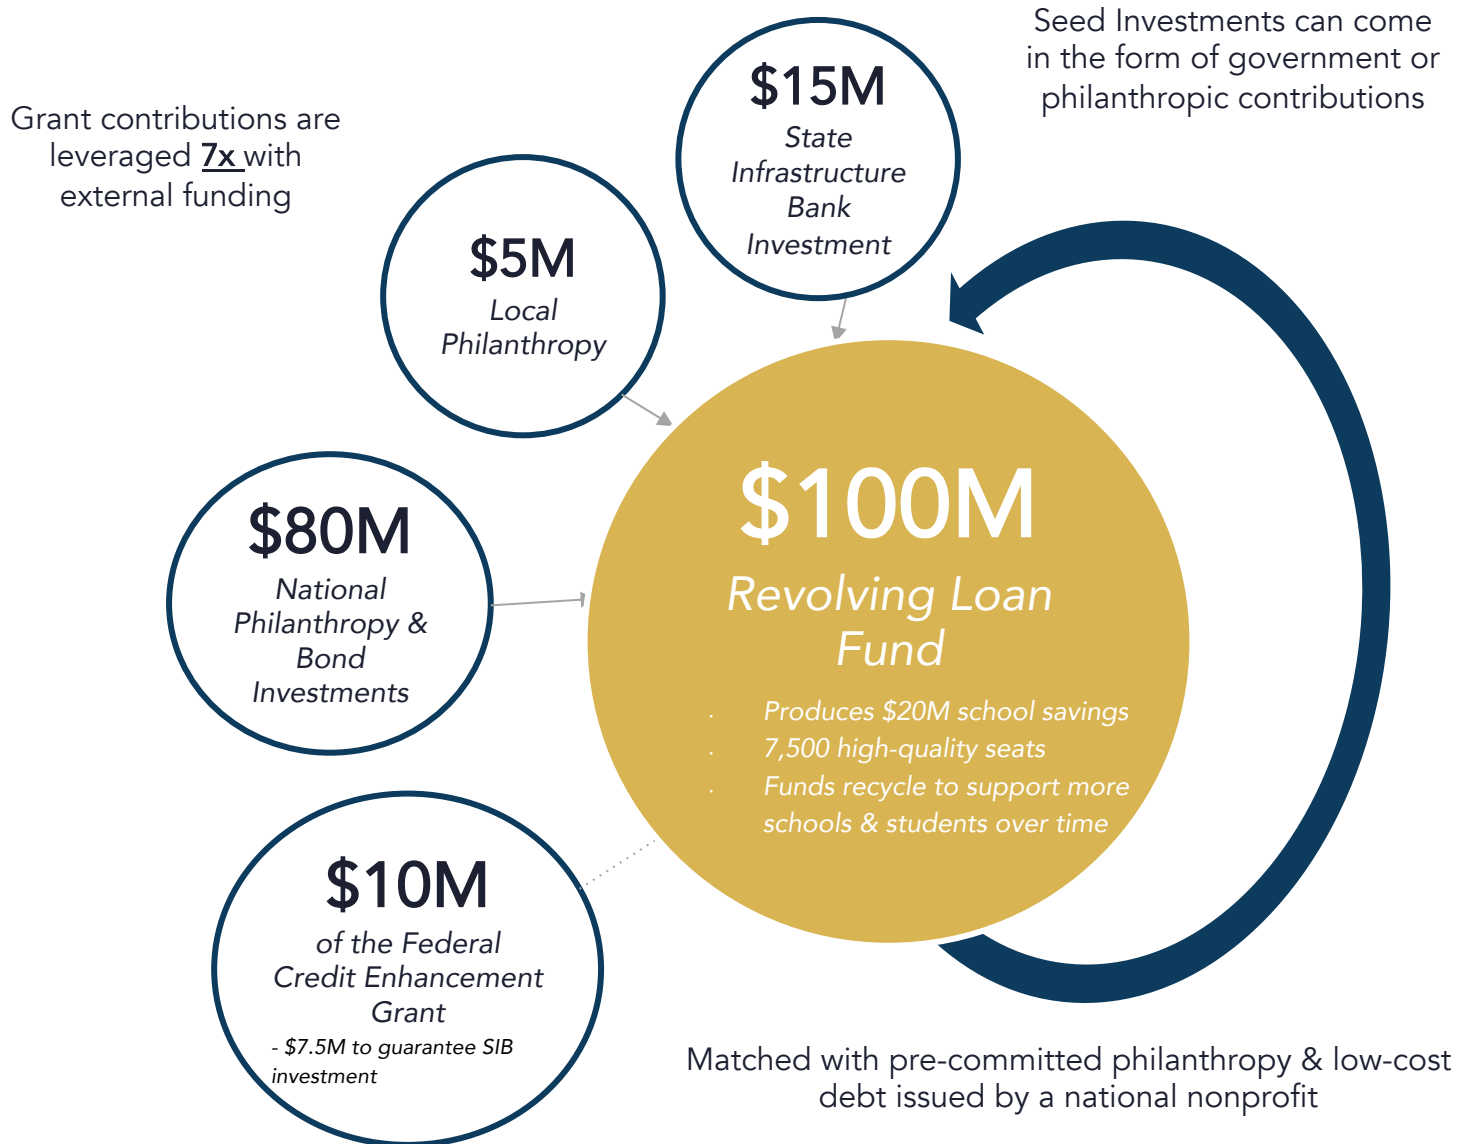 Seed Investments can come
in the form of government or
philanthropic contributions
Grant contributions are
leveraged 7x with
external funding
$15M
State
Infrastructure
Bank
Investment
$5M
Local
Philanthropy
$80M
National
Philanthropy &
Bond
Investments
$10M
of the Federal
Credit Enhancement
Grant
- $7.5M to guarantee SIB
investment
$100M
Revolving Loan
Fund
. Produces $20M school savings
. 7,500 high-quality seats
. Funds recycle to support more
schools & students over time
Matched with pre-committed philanthropy & low-cost
debt issued by a national nonprofit